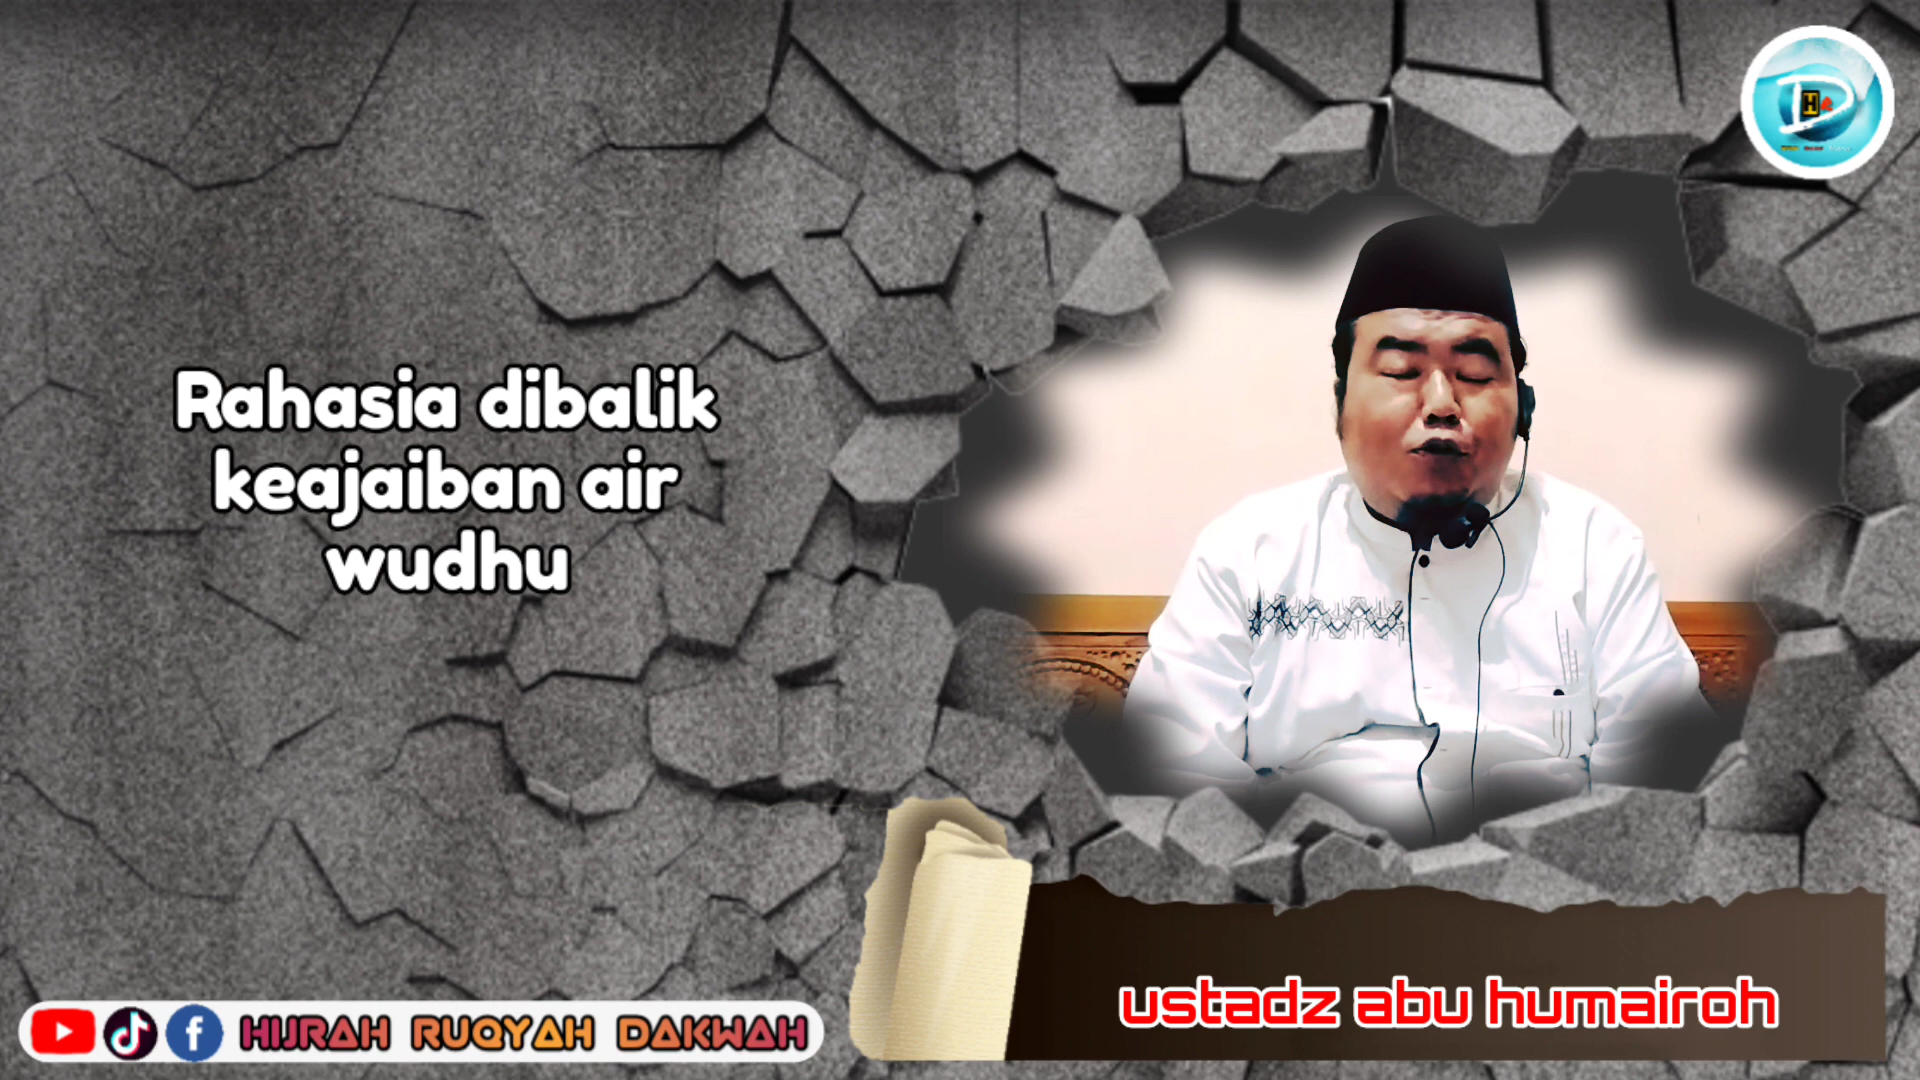 Rahasia dibalik
keajaiban air
wudhu
ustadz abu humairoh
HIJRAH RUQYAH DAKWAH